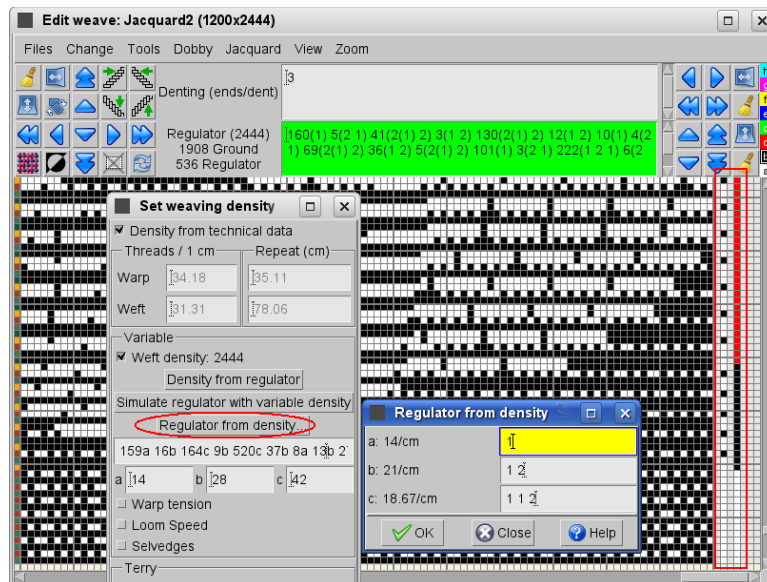 Edit weave: Jacquard2 (1200x2444)
Files Change Tools Dobby Jacquard View Zoom
Denting (ends/dent)
3
Regulator (2444)
1908 Ground
536 Regulator
160(1) 5(2 1) 41(2(1) 2) 3(1 2) 130(2(1) 2) 12(1 2) 10(1) 4(2
1) 69(2(1) 2) 36(1 2) 5(2(1) 2) 101(1) 3(2 1) 222(1 2 1) 6(2
Set weaving density
Density from technical data
Threads / 1 cm Repeat (cm)
Warp 34.18 35.11
Weft 31.31 78.06
Variable
Weft density: 2444
Density from regulator
Simulate regulator with variable density
Regulator from density...
159a 16b 164c 9b 520c 37b 8a 13b 2
a 14 b 28 c 42
Warp tension
Loom Speed
Selvedges
Terry
Regulator from density
a: 14/cm 1
b: 21/cm 1 2
c: 18.67/cm 1 1 2
OK Close Help